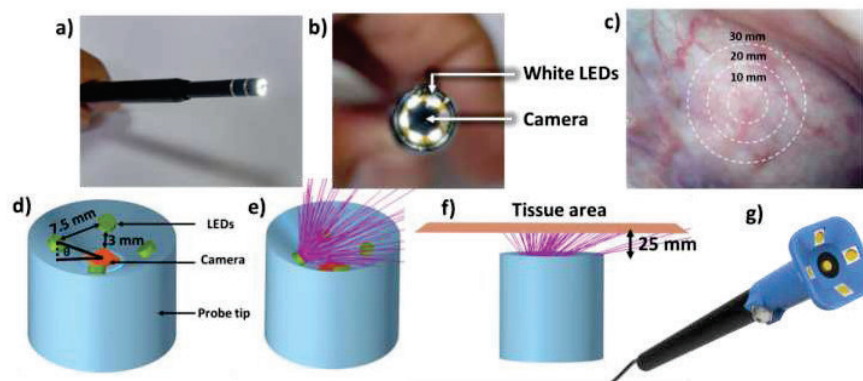 a)
b)
White LEDs
Camera
c)
30 mm
20 mm
10 mm
d)
7.5 mm
3 mm
θ
LEDs
Camera
Probe tip
e)
f)
Tissue area
25 mm
g)